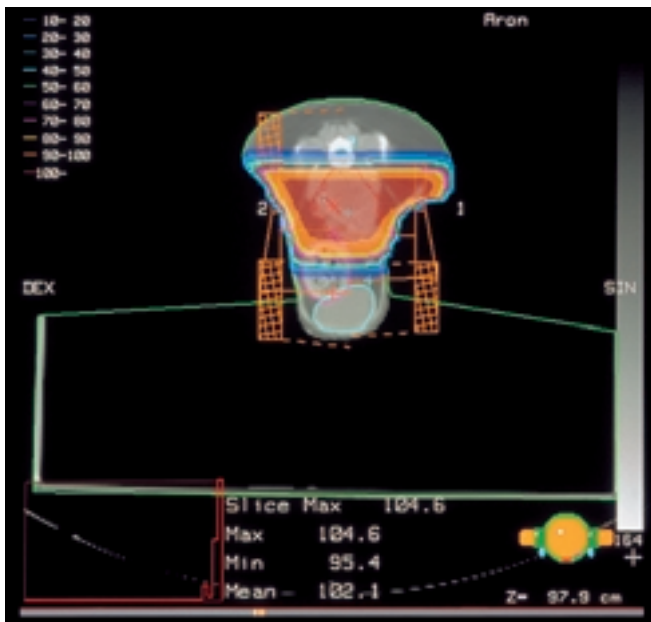 10- 20
20- 30
30- 40
40- 50
50- 60
60- 70
70- 80
80- 90
90-100
100-
Aron
2
1
DEX
SIN
Slice Max 104.6
Max 104.6
Min 95.4
Mean 102.1
164
Z= 97.9 cm